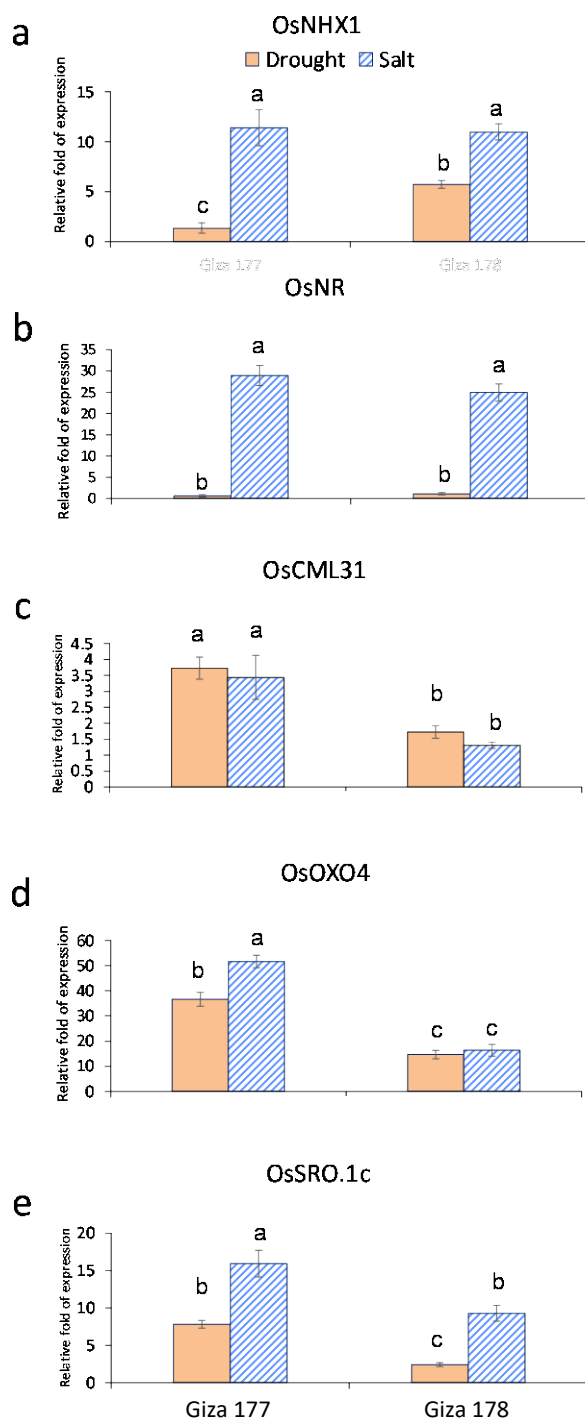 a
OsNHX1
Drought Salt
Relative fold of expression
15
10
5
0
c
a
b
a
Giza 177 Giza 178
OsNR
b
Relative fold of expression
35
30
25
20
15
10
5
0
b
a
b
a
OsCML31
c
Relative fold of expression
4.5
4
3.5
3
2.5
2
1.5
1
0.5
0
a
a
b
b
OsOXO4
d
Relative fold of expression
60
50
40
30
20
10
0
b
a
c
c
OsSRO.1c
e
Relative fold of expression
20
15
10
5
0
b
a
c
b
Giza 177 Giza 178